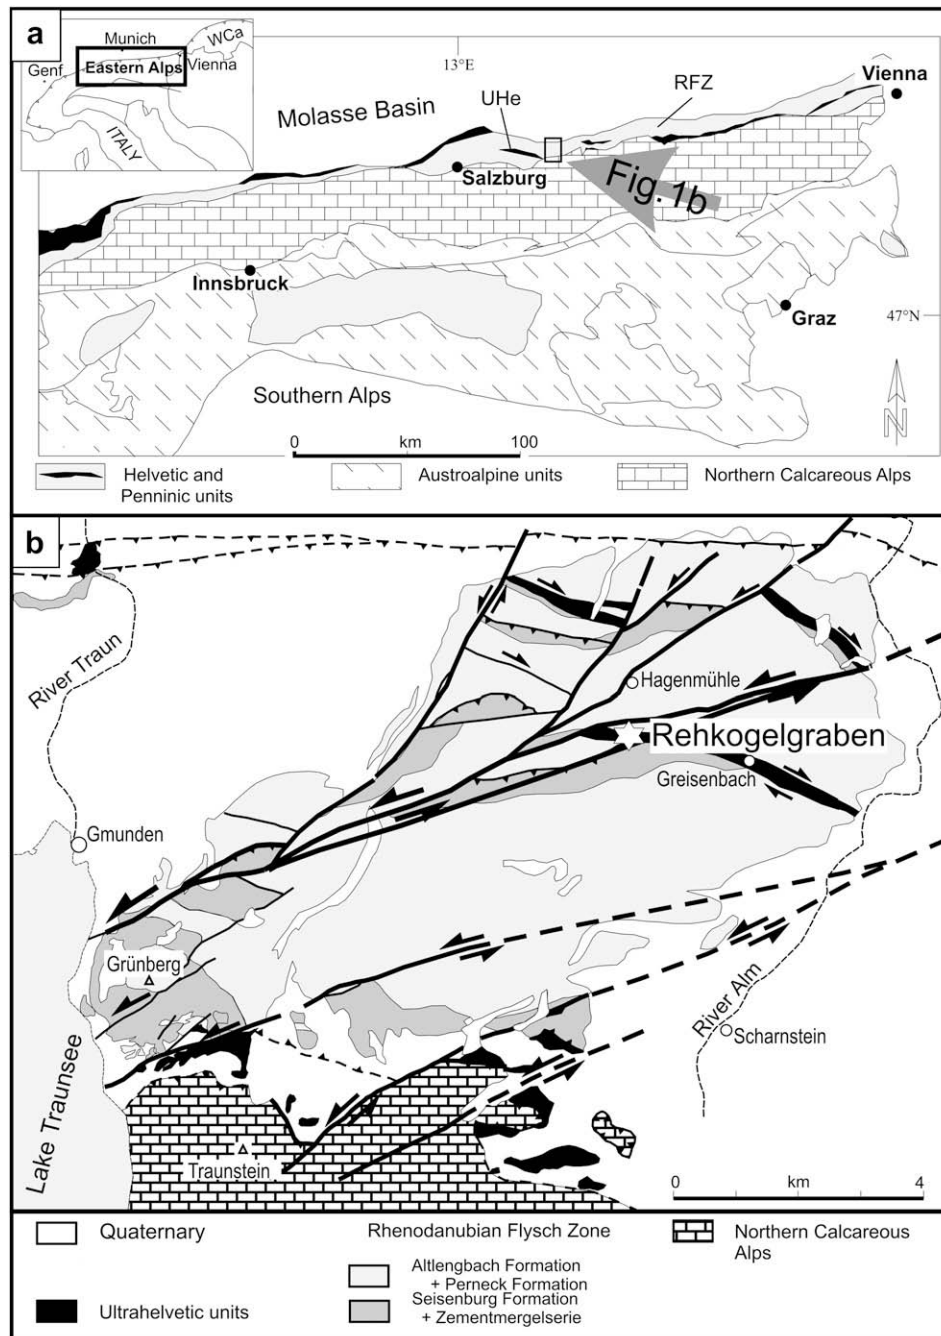 a
Munich
WCa
Genf
Eastern Alps
Vienna
ITALY
13°E
Vienna
Molasse Basin
UHe
RFZ
Salzburg
Fig. 1b
Innsbruck
Graz
47°N
Southern Alps
N
0 km 100
Helvetic and
Penninic units
Austroalpine units
Northern Calcareous Alps
b
River Traun
Hagenmühle
Rehkogelgraben
Greisenbach
Gmunden
Grünberg
River Alm
Scharnstein
Lake Traunsee
Traunstein
0 km 4
Quaternary
Rhenodanubian Flysch Zone
Northern Calcareous
Alps
Altlengbach Formation
+ Perneck Formation
Ultrahelvetic units
Seisenburg Formation
+ Zementmergelserie